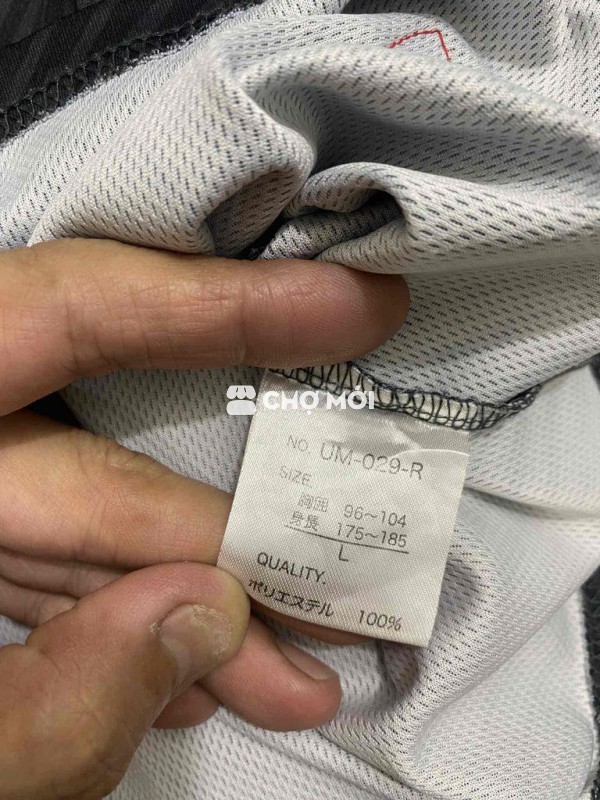 CHỢ MỚI
NO. UM-029-R
SIZE
胸囲 96~104
身長 175~185
L
QUALITY.
ポリエステル 100%